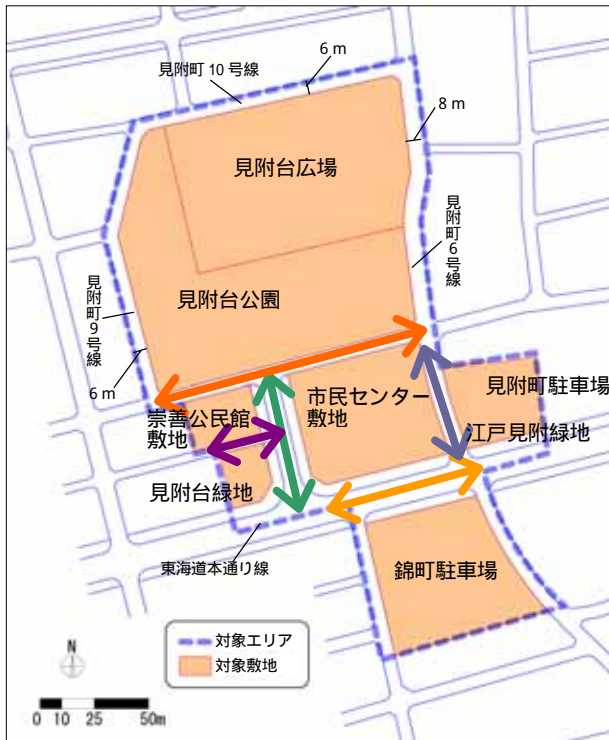 6 m
見附町 10 号線
8 m
見附台広場
見附町6号線
見附台公園
見附町9号線
6 m
崇善公民館
敷地
市民センター
敷地
見附町駐車場
江戸見附緑地
見附台緑地
東海道本通り線
錦町駐車場
対象エリア
対象敷地
N
0 10 25 50m